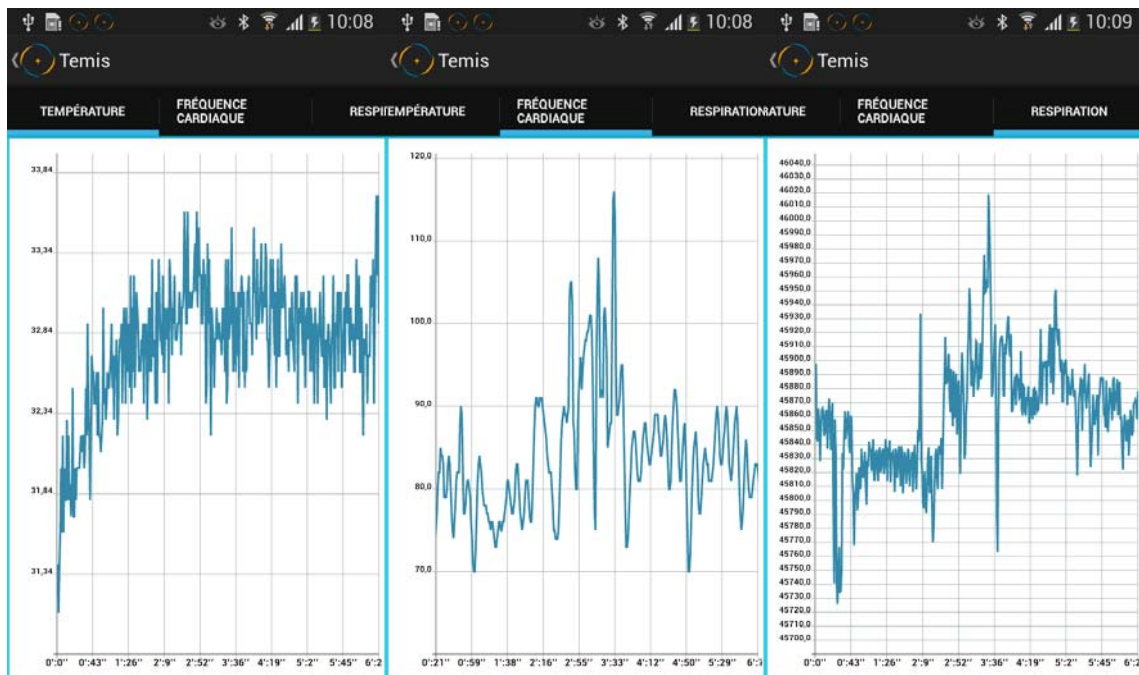 10:08
10:08
10:09
Temis
Temis
Temis
TEMPÉRATURE
FRÉQUENCE
CARDIAQUE
RESPI
TEMPÉRATURE
FRÉQUENCE
CARDIAQUE
RESPIRATION
ATURE
FRÉQUENCE
CARDIAQUE
RESPIRATION
33,84
33,34
32,84
32,34
31,84
31,34
0':0" 0':43" 1':26" 2':9" 2':52" 3':36" 4':19" 5':2" 5':45" 6':2
120,0
110,0
100,0
90,0
80,0
70,0
0':21" 0':59" 1':38" 2':16" 2':55" 3':33" 4':12" 4':50" 5':29" 6':7
46040,0
46030,0
46020,0
46010,0
46000,0
45990,0
45980,0
45970,0
45960,0
45950,0
45940,0
45930,0
45920,0
45910,0
45900,0
45890,0
45880,0
45870,0
45860,0
45850,0
45840,0
45830,0
45820,0
45810,0
45800,0
45790,0
45780,0
45770,0
45760,0
45750,0
45740,0
45730,0
45720,0
45710,0
45700,0
0':0" 0':43" 1':26" 2':9" 2':52" 3':36" 4':19" 5':2" 5':45" 6':2